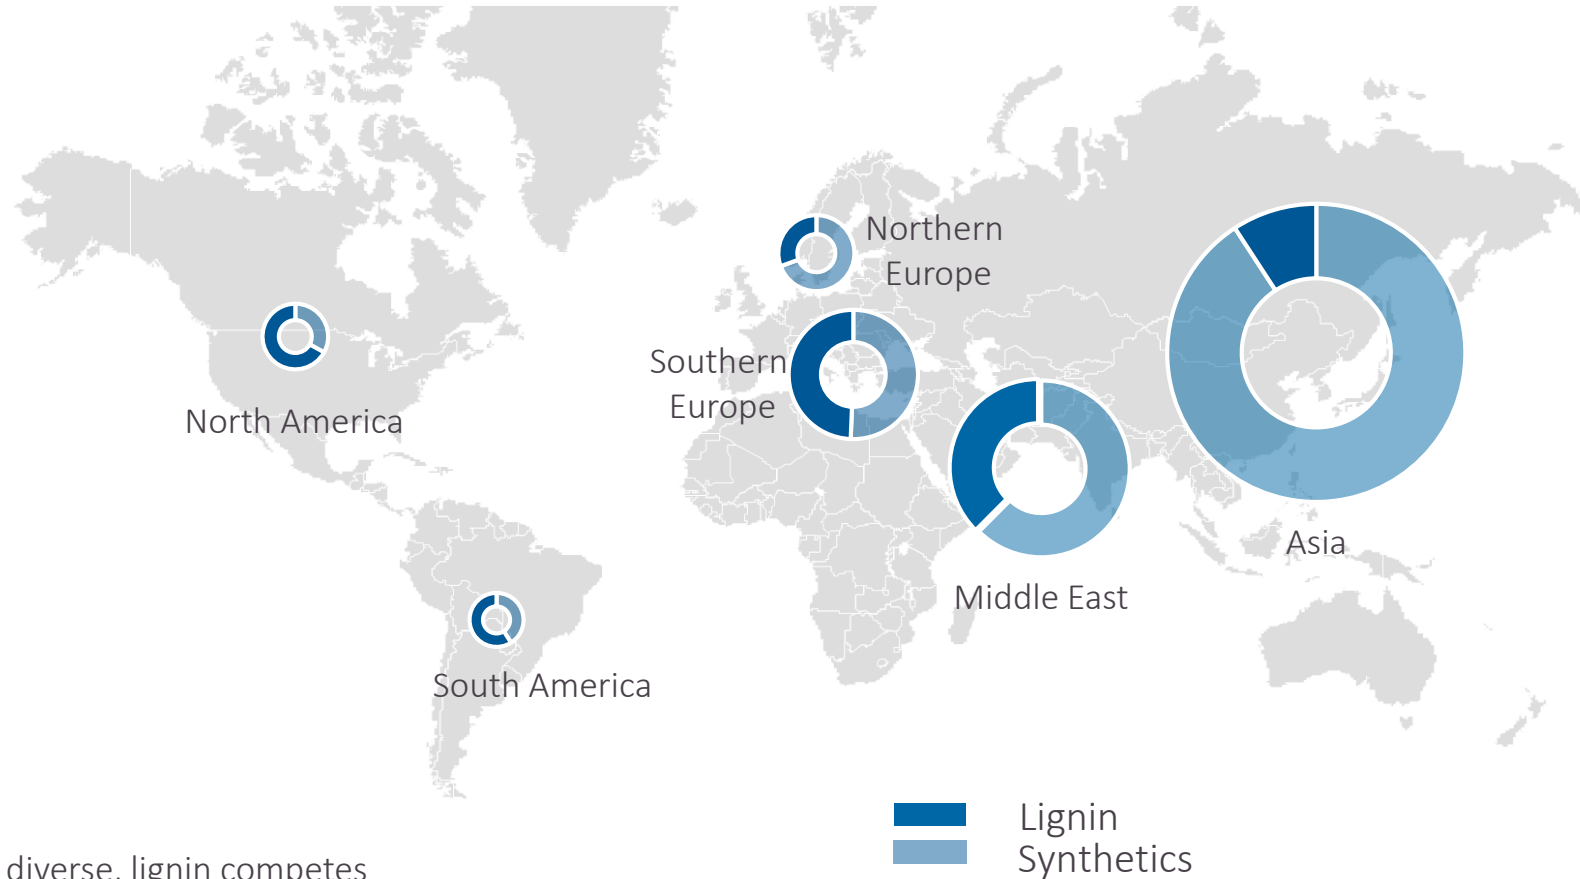 Northern
Europe
Southern
Europe
North America
Asia
Middle East
South America
Lignin
Synthetics
diverse, lignin competes